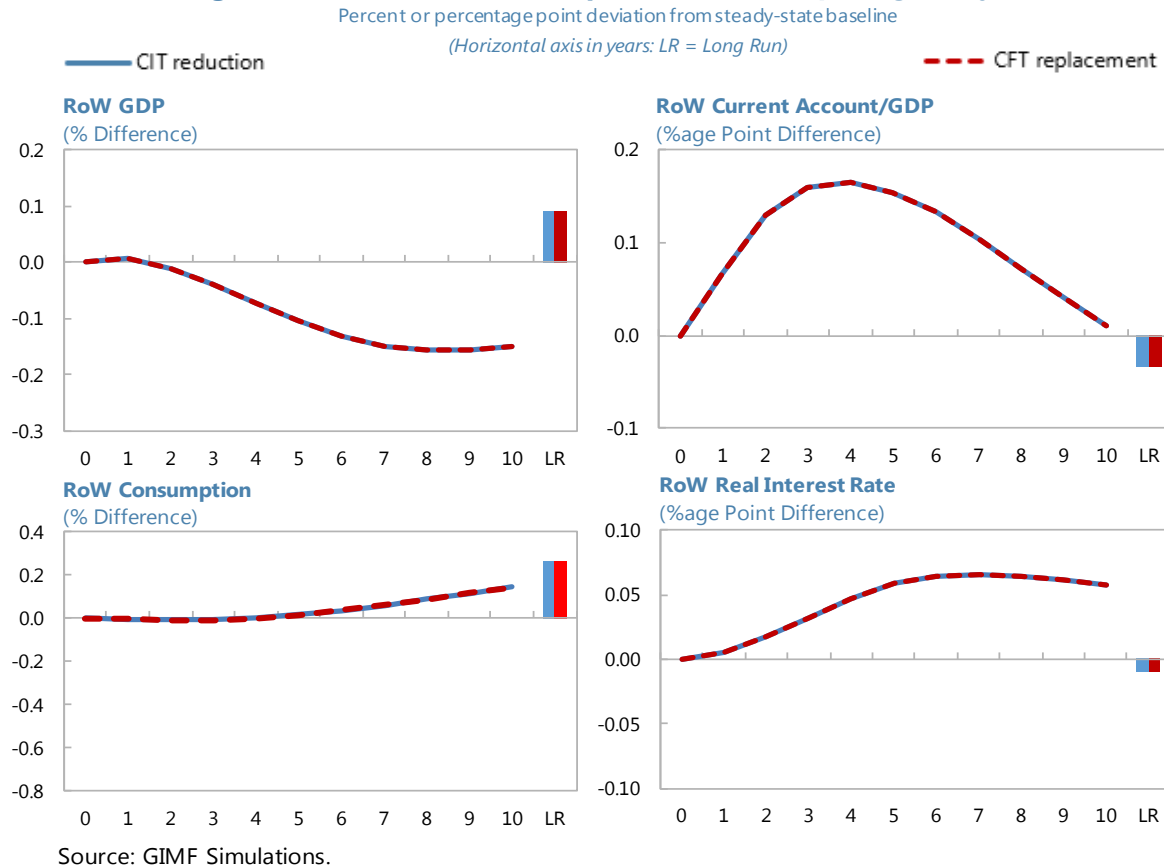 Percent or percentage point deviation from steady-state baseline
(Horizontal axis in years: LR = Long Run)
CIT reduction
CFT replacement
RoW GDP
(% Difference)
0.2
0.1
0.0
-0.1
-0.2
-0.3
0 1 2 3 4 5 6 7 8 9 10 LR
RoW Current Account/GDP
(%age Point Difference)
0.2
0.1
0.0
-0.1
0 1 2 3 4 5 6 7 8 9 10 LR
RoW Consumption
(% Difference)
0.4
0.2
0.0
-0.2
-0.4
-0.6
-0.8
0 1 2 3 4 5 6 7 8 9 10 LR
RoW Real Interest Rate
(%age Point Difference)
0.10
0.05
0.00
-0.05
-0.10
0 1 2 3 4 5 6 7 8 9 10 LR
Source: GIMF Simulations.